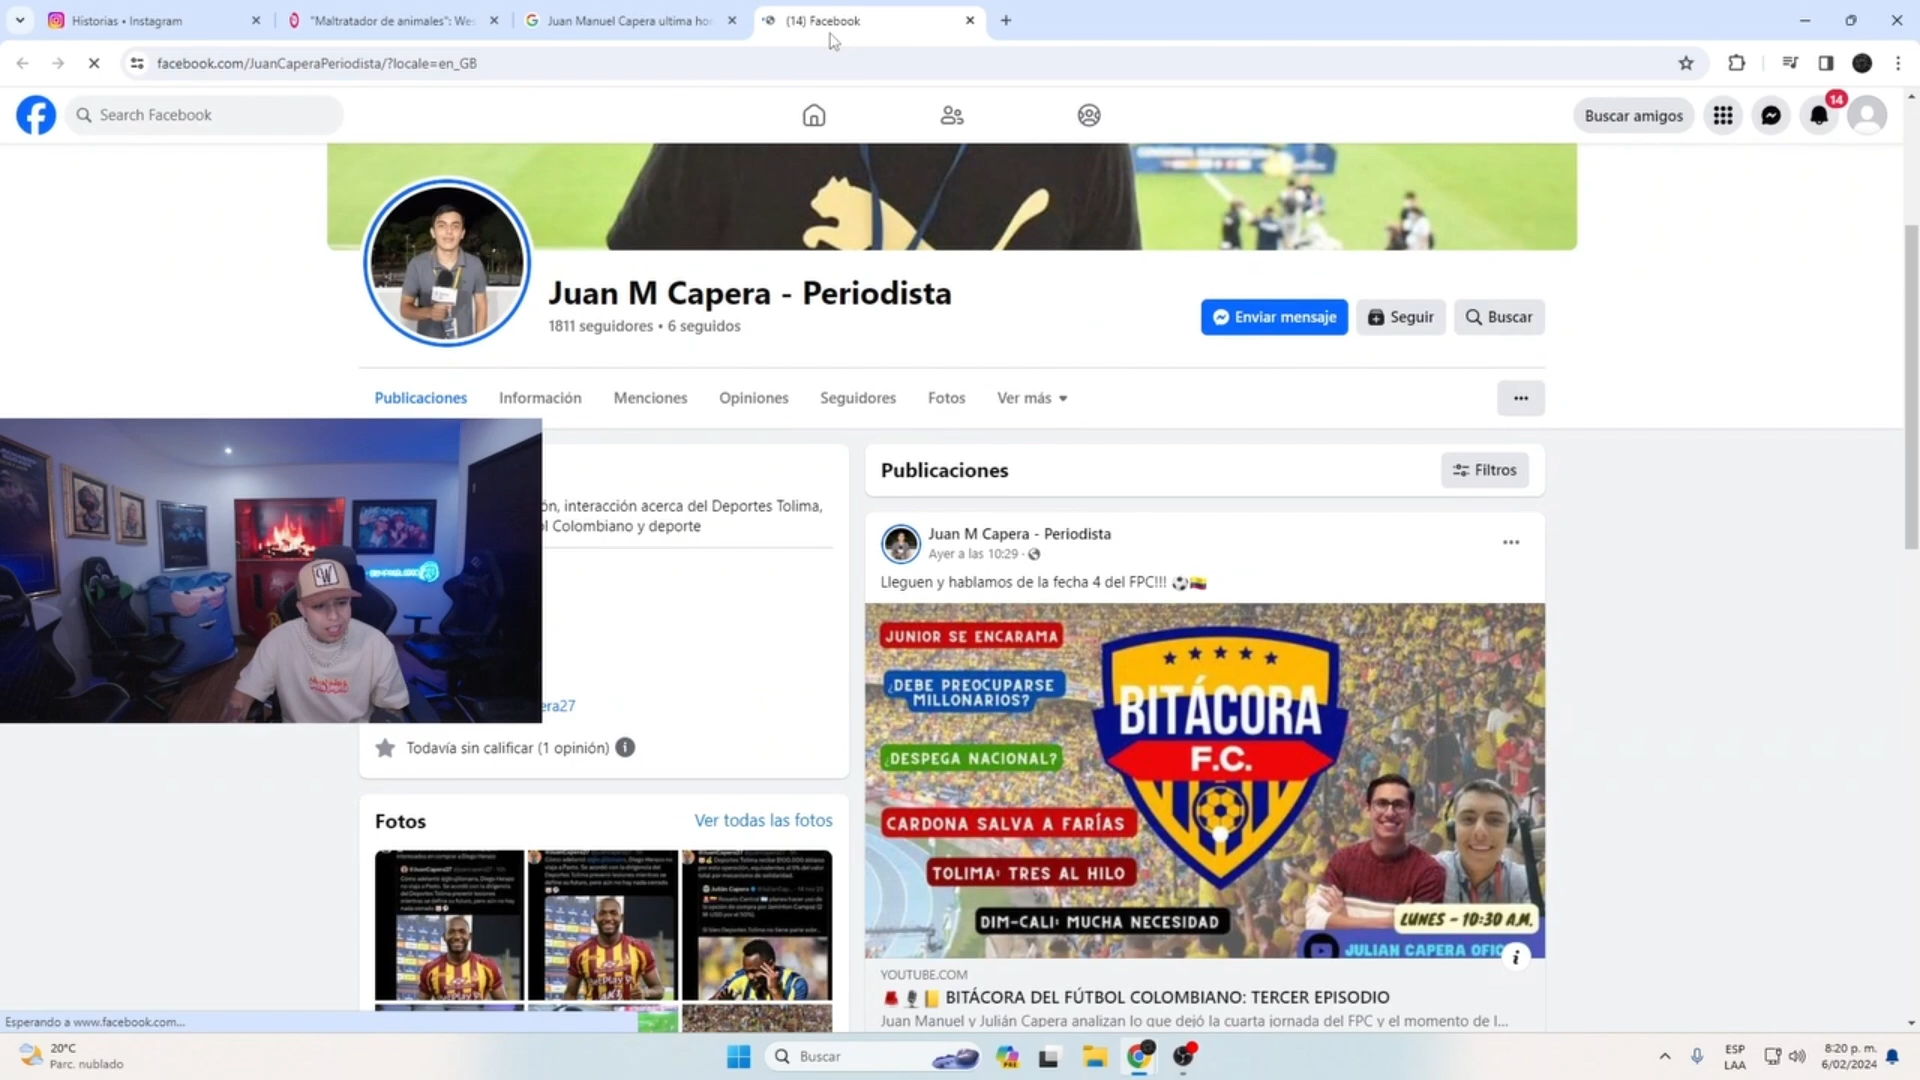 Historias • Instagram
"Maltratador de animales": Wes
Juan Manuel Capera ultima ho
(14) Facebook
facebook.com/JuanCaperaPeriodista/?locale=en_GB
Search Facebook
Buscar amigos
14
Juan M Capera - Periodista
1811 seguidores • 6 seguidos
Enviar mensaje
Seguir
Buscar
Publicaciones
Información
Menciones
Opiniones
Seguidores
Fotos
Ver más
ón, interacción acerca del Deportes Tolima,
l Colombiano y deporte
era27
Todavía sin calificar (1 opinión)
Fotos
Ver todas las fotos
Publicaciones
Filtros
Juan M Capera - Periodista
Ayer a las 10:29 ·
Lleguen y hablamos de la fecha 4 del FPC!!! ⚽🇨🇴
JUNIOR SE ENCARAMA
¿DEBE PREOCUPARSE
MILLONARIOS?
¿DESPEGA NACIONAL?
CARDONA SALVA A FARÍAS
TOLIMA: TRES AL HILO
DIM-CALI: MUCHA NECESIDAD
BITÁCORA
F.C.
LUNES - 10:30 A.M.
JULIAN CAPERA OFIC
YOUTUBE.COM
BITÁCORA DEL FÚTBOL COLOMBIANO: TERCER EPISODIO
Juan Manuel y Julián Capera analizan lo que dejó la cuarta jornada del FPC y el momento de l...
Esperando a www.facebook.com...
20°C
Parc. nublado
Buscar
ESP
LAA
8:20 p. m.
6/02/2024